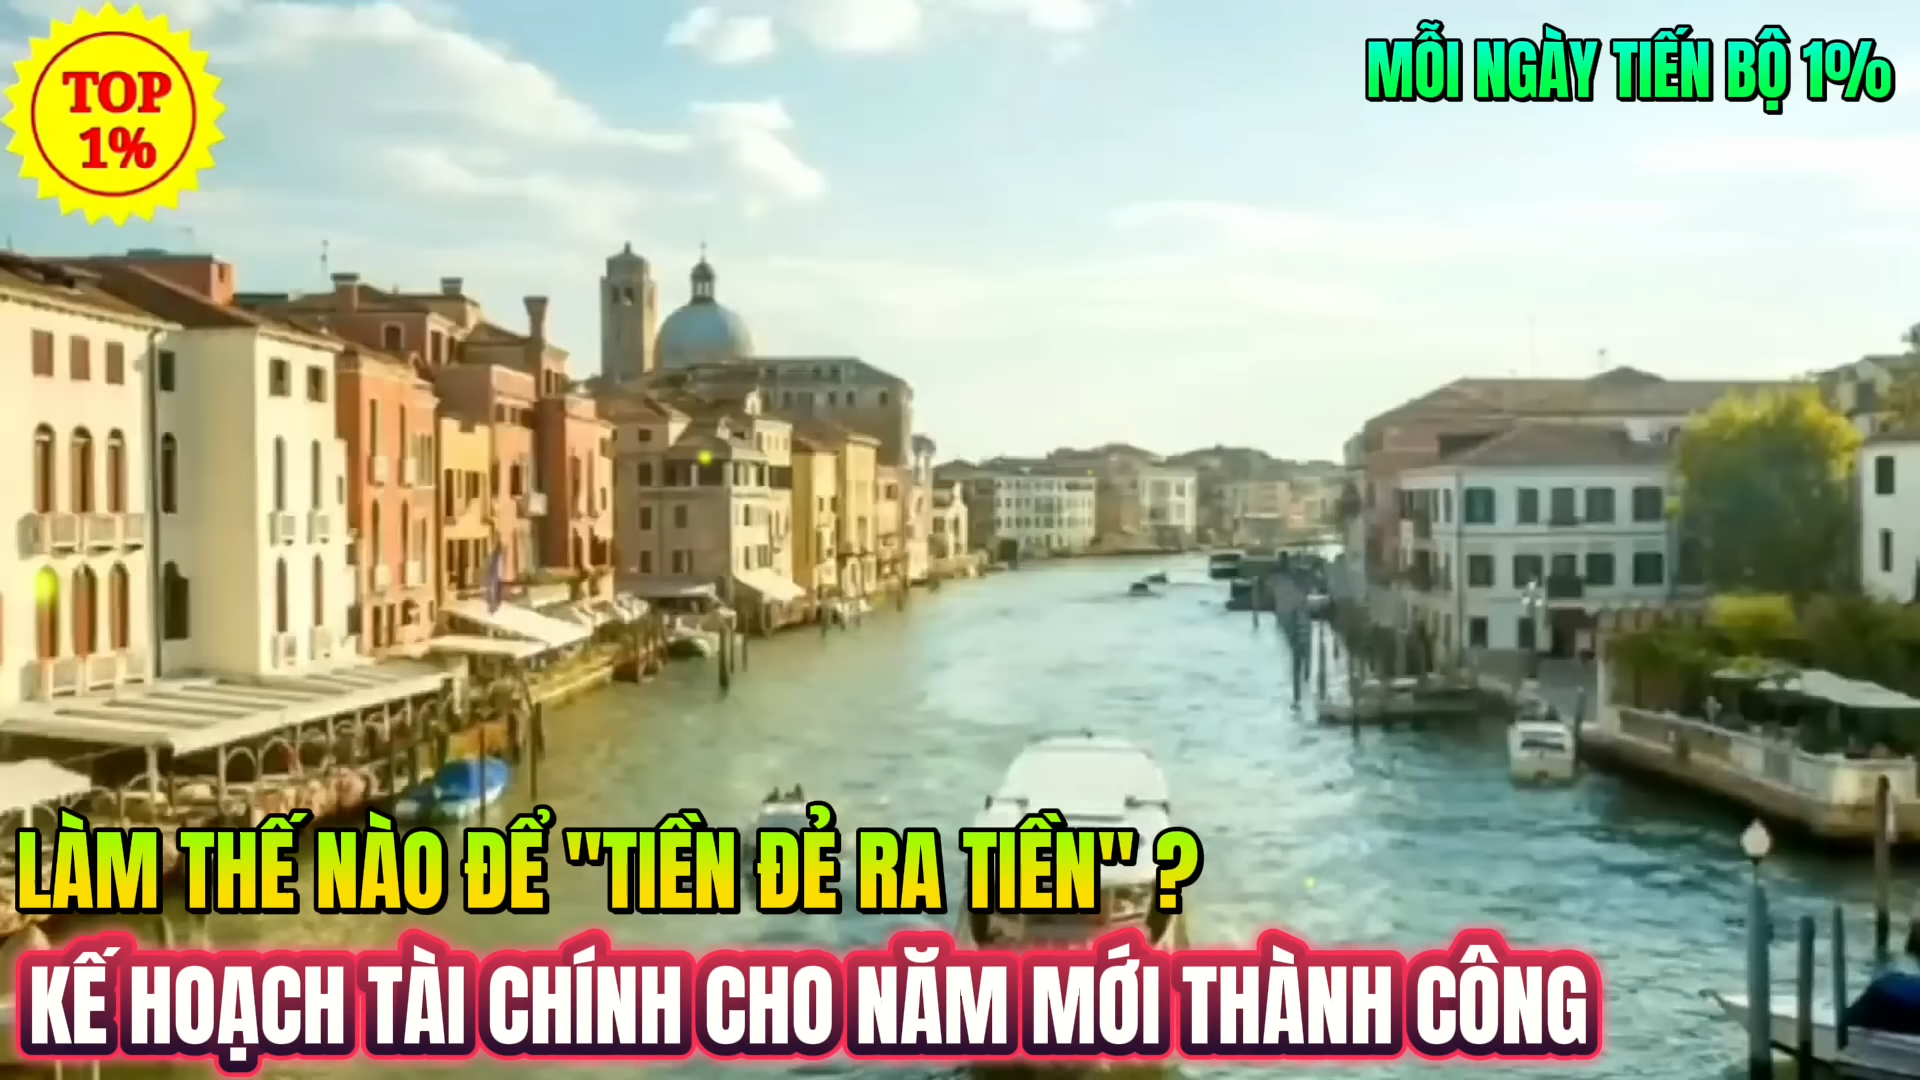 TOP
1%
MỖI NGÀY TIẾN BỘ 1%
LÀM THẾ NÀO ĐỂ "TIỀN ĐẺ RA TIỀN" ?
KẾ HOẠCH TÀI CHÍNH CHO NĂM MỚI THÀNH CÔNG